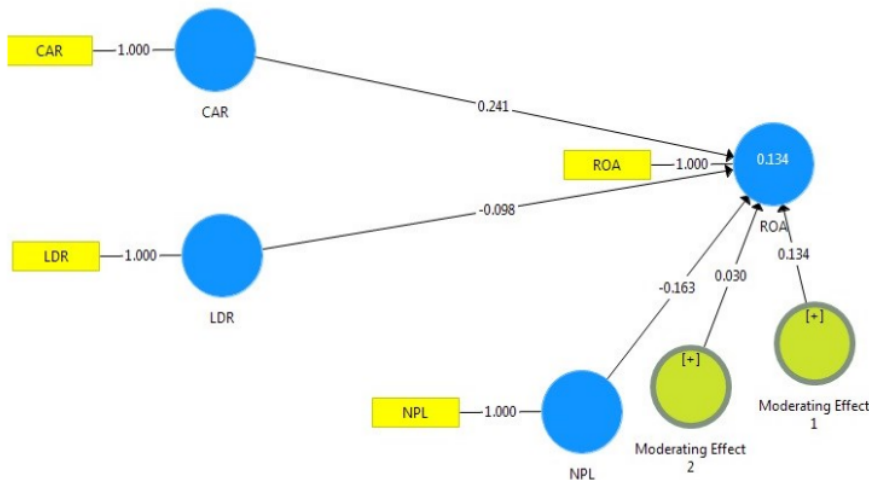 CAR
1.000
CAR
0.241
ROA
1.000
0.134
ROA
-0.098
LDR
1.000
LDR
-0.163
0.030
0.134
[+]
Moderating Effect
1
[+]
Moderating Effect
2
NPL
1.000
NPL